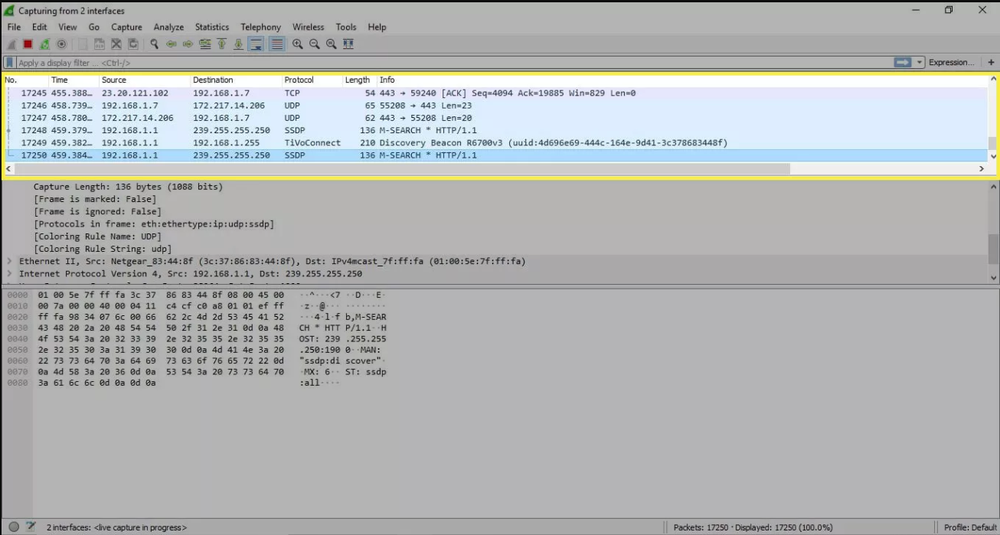 Capturing from 2 interfaces
File Edit View Go Capture Analyze Statistics Telephony Wireless Tools Help
Apply a display filter ... <Ctrl-/> Expression... +
No. Time Source Destination Protocol Length Info
17245 455.388… 23.20.121.102 192.168.1.7 TCP 54 443 → 59240 [ACK] Seq=4094 Ack=19885 Win=829 Len=0
17246 458.739… 192.168.1.7 172.217.14.206 UDP 65 55208 → 443 Len=23
17247 458.780… 172.217.14.206 192.168.1.7 UDP 62 443 → 55208 Len=20
17248 459.379… 192.168.1.1 239.255.255.250 SSDP 136 M-SEARCH * HTTP/1.1
17249 459.382… 192.168.1.1 192.168.1.255 TiVoConnect 210 Discovery Beacon R6700v3 (uuid:4d696e69-444c-164e-9d41-3c378683448f)
17250 459.384… 192.168.1.1 239.255.255.250 SSDP 136 M-SEARCH * HTTP/1.1
Capture Length: 136 bytes (1088 bits)
[Frame is marked: False]
[Frame is ignored: False]
[Protocols in frame: eth:ethertype:ip:udp:ssdp]
[Coloring Rule Name: UDP]
[Coloring Rule String: udp]
> Ethernet II, Src: Netgear_83:44:8f (3c:37:86:83:44:8f), Dst: IPv4mcast_7f:ff:fa (01:00:5e:7f:ff:fa)
> Internet Protocol Version 4, Src: 192.168.1.1, Dst: 239.255.255.250
0000 01 00 5e 7f ff fa 3c 37 86 83 44 8f 08 00 45 00 ··^···<7 ··D···E·
0010 00 7a 00 00 40 00 04 11 c4 cf c0 a8 01 01 ef ff ·z··@··· ········
0020 ff fa 98 34 07 6c 00 66 62 2c 4d 2d 53 45 41 52 ···4·l·f b,M-SEAR
0030 43 48 20 2a 20 48 54 54 50 2f 31 2e 31 0d 0a 48 CH * HTT P/1.1··H
0040 4f 53 54 3a 20 32 33 39 2e 32 35 35 2e 32 35 35 OST: 239 .255.255
0050 2e 32 35 30 3a 31 39 30 30 0d 0a 4d 41 4e 3a 20 .250:190 0··MAN:
0060 22 73 73 64 70 3a 64 69 73 63 6f 76 65 72 22 0d "ssdp:di scover"·
0070 0a 4d 58 3a 20 36 0d 0a 53 54 3a 20 73 73 64 70 ·MX: 6·· ST: ssdp
0080 3a 61 6c 6c 0d 0a 0d 0a :all····
2 interfaces: <live capture in progress> Packets: 17250 · Displayed: 17250 (100.0%) Profile: Default